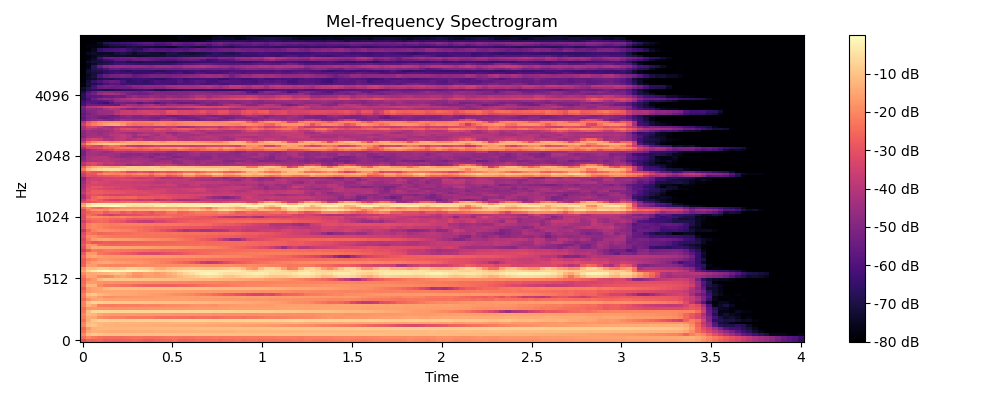 Mel-frequency Spectrogram
Hz
4096
2048
1024
512
0
0
0.5
1
1.5
2
2.5
3
3.5
4
Time
-10 dB
-20 dB
-30 dB
-40 dB
-50 dB
-60 dB
-70 dB
-80 dB